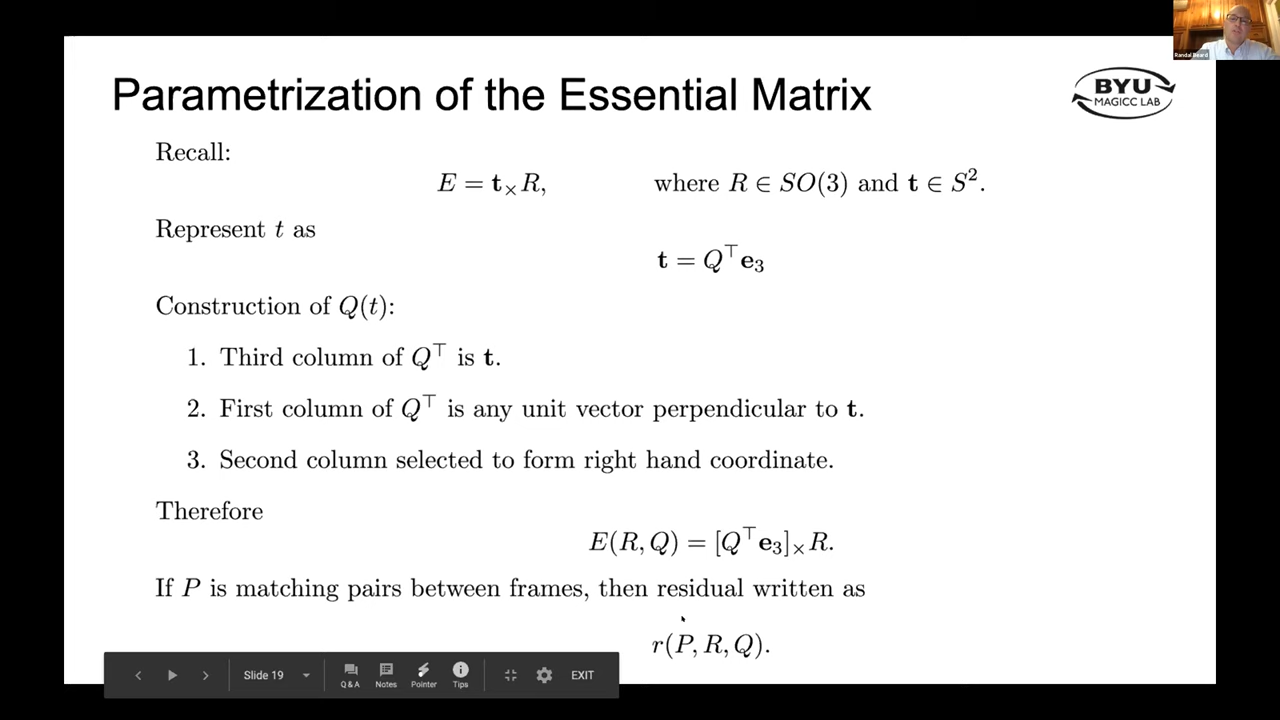 Randal Beard
Parametrization of the Essential Matrix
BYU
MAGICC LAB
Recall:
E = t×R, where R ∈ SO(3) and t ∈ S².
Represent t as
t = Q⊤e₃
Construction of Q(t):
1. Third column of Q⊤ is t.
2. First column of Q⊤ is any unit vector perpendicular to t.
3. Second column selected to form right hand coordinate.
Therefore
E(R, Q) = [Q⊤e₃]×R.
If P is matching pairs between frames, then residual written as
r(P, R, Q).
Slide 19
Q & A Notes Pointer Tips
EXIT